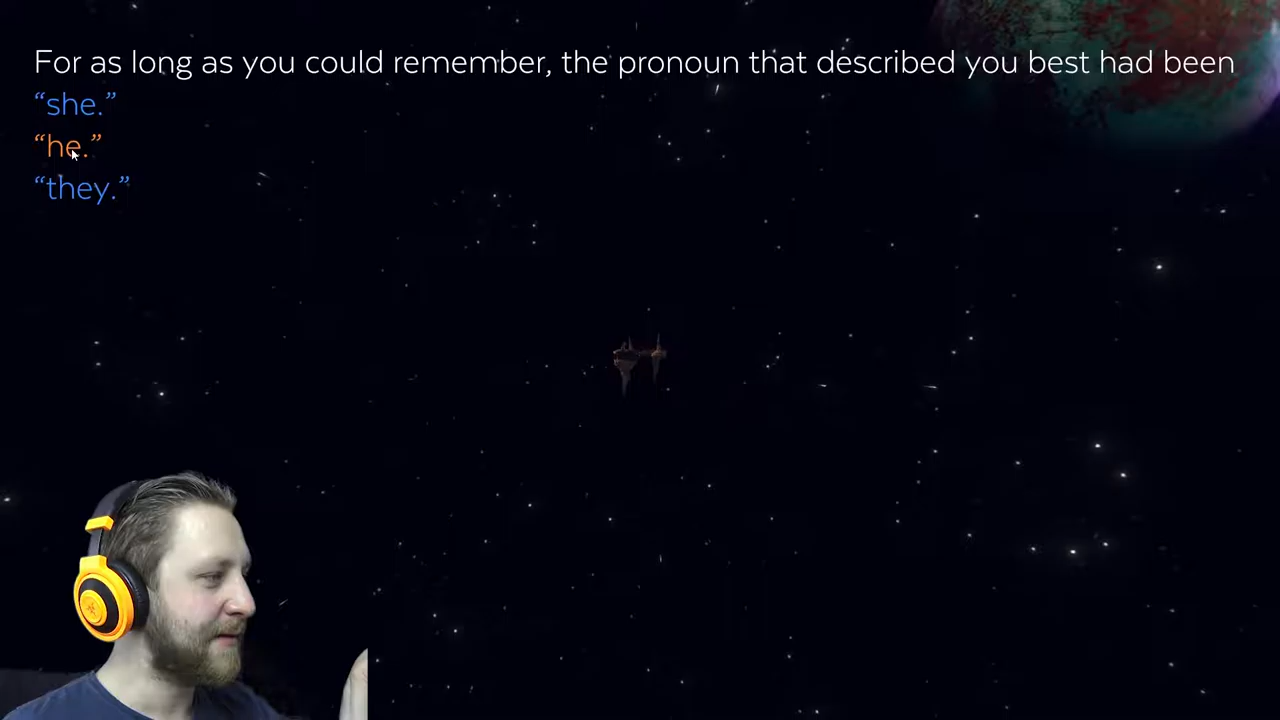 For as long as you could remember, the pronoun that described you best had been
“she.”
“he.”
“they.”